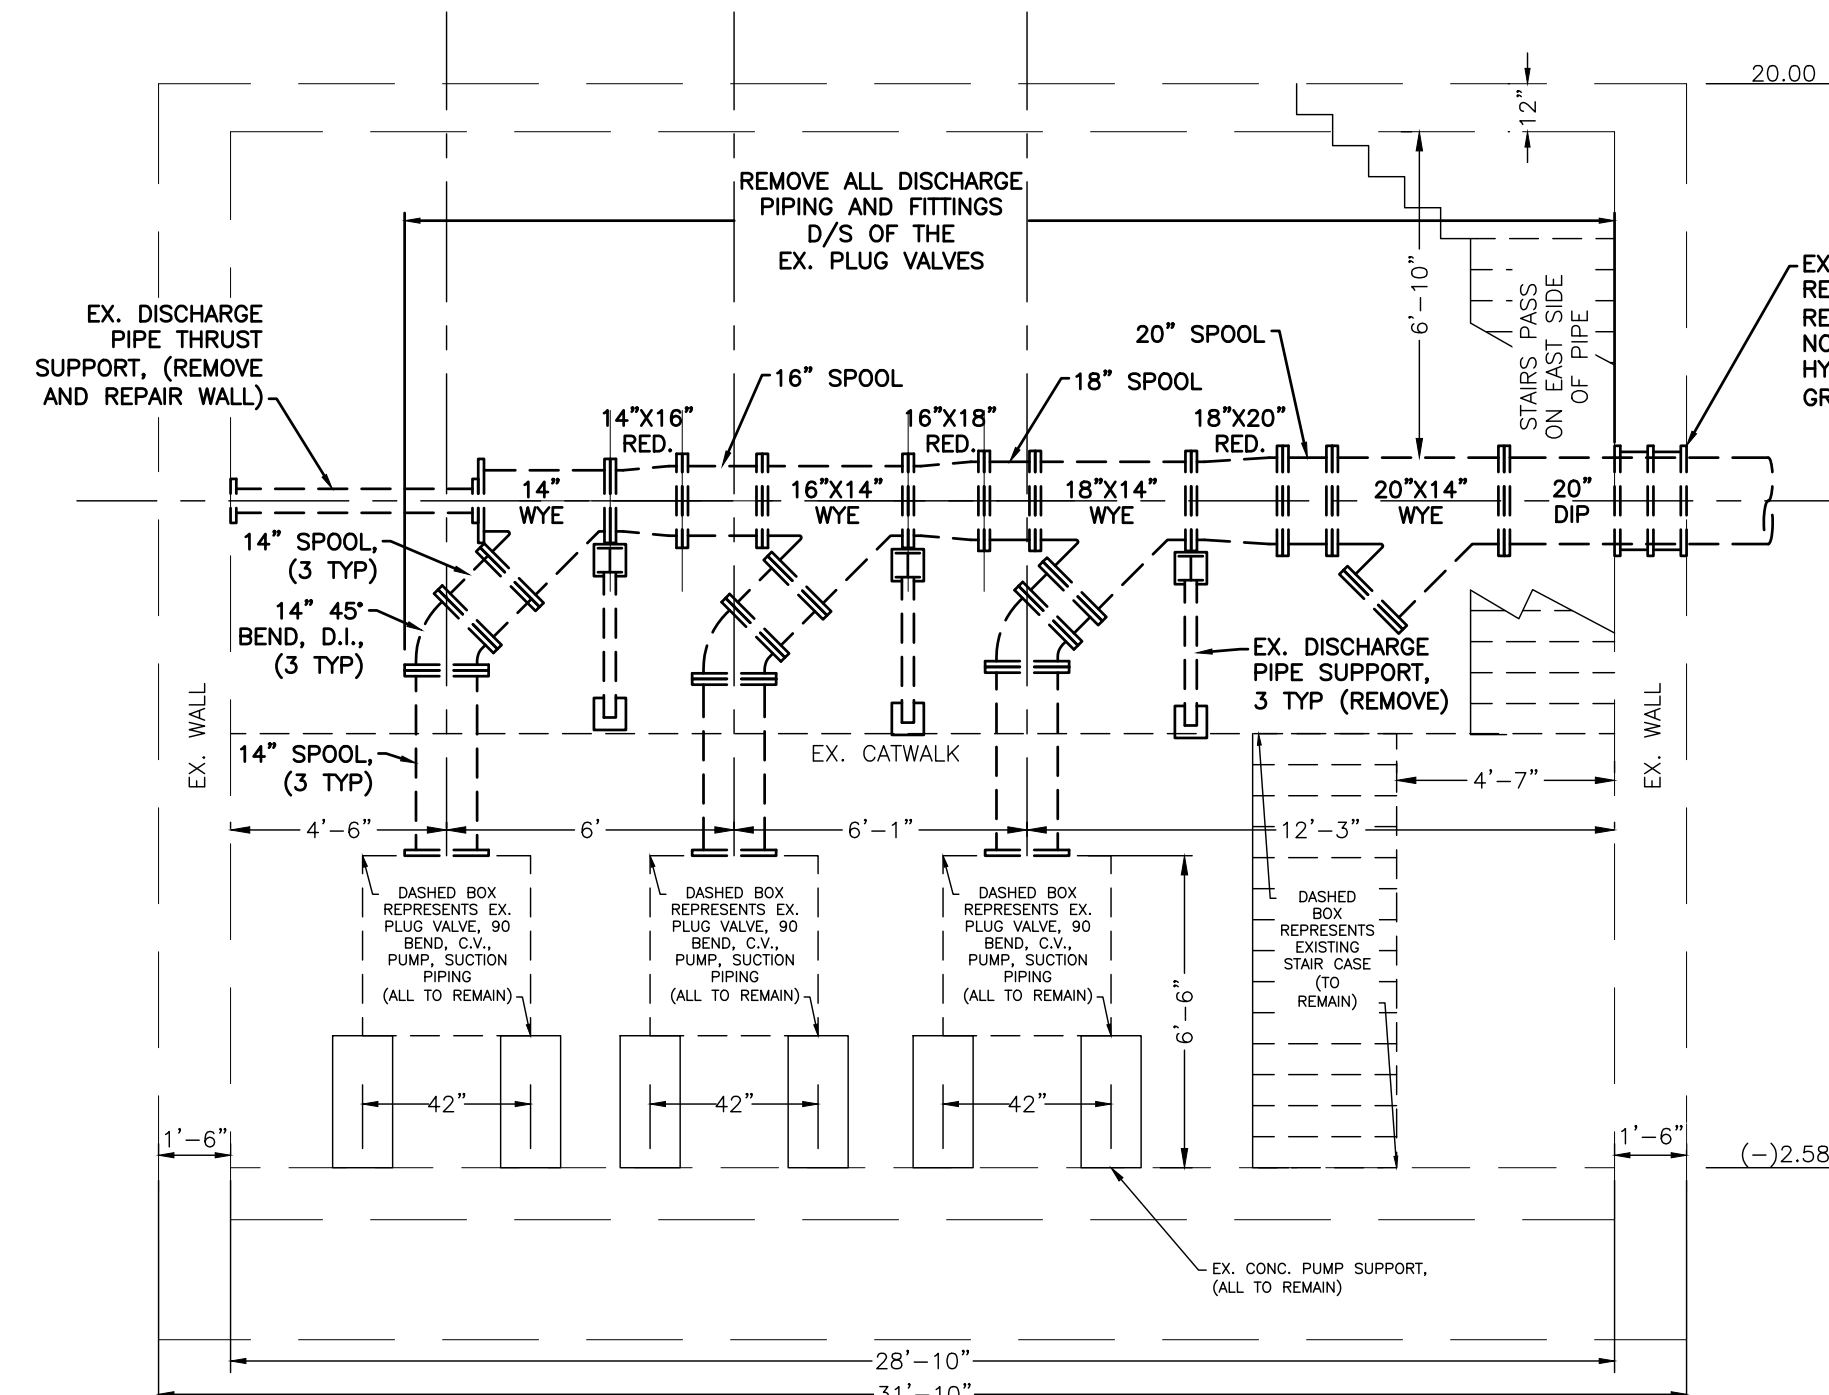 20.00
12”
REMOVE ALL DISCHARGE
PIPING AND FITTINGS
D/S OF THE
EX. PLUG VALVES
6’-10”
STAIRS PASS
ON EAST SIDE
OF PIPE
EX
RE
RE
NO
HY
GR
EX. DISCHARGE
PIPE THRUST
SUPPORT, (REMOVE
AND REPAIR WALL)
20” SPOOL
16” SPOOL
18” SPOOL
14”X16”
RED.
16”X18”
RED.
18”X20”
RED.
14”
WYE
16”X14”
WYE
18”X14”
WYE
20”X14”
WYE
20”
DIP
14” SPOOL,
(3 TYP)
14” 45°
BEND, D.I.,
(3 TYP)
EX. DISCHARGE
PIPE SUPPORT,
3 TYP (REMOVE)
EX. WALL
EX. WALL
14” SPOOL,
(3 TYP)
EX. CATWALK
4’-7”
4’-6”
6’
6’-1”
12’-3”
DASHED BOX
REPRESENTS EX.
PLUG VALVE, 90
BEND, C.V.,
PUMP, SUCTION
PIPING
(ALL TO REMAIN)
DASHED BOX
REPRESENTS EX.
PLUG VALVE, 90
BEND, C.V.,
PUMP, SUCTION
PIPING
(ALL TO REMAIN)
DASHED BOX
REPRESENTS EX.
PLUG VALVE, 90
BEND, C.V.,
PUMP, SUCTION
PIPING
(ALL TO REMAIN)
DASHED
BOX
REPRESENTS
EXISTING
STAIR CASE
(TO
REMAIN)
6’-6”
42”
42”
42”
1’-6”
1’-6”
(-)2.58
EX. CONC. PUMP SUPPORT,
(ALL TO REMAIN)
28’-10”
31’-10”